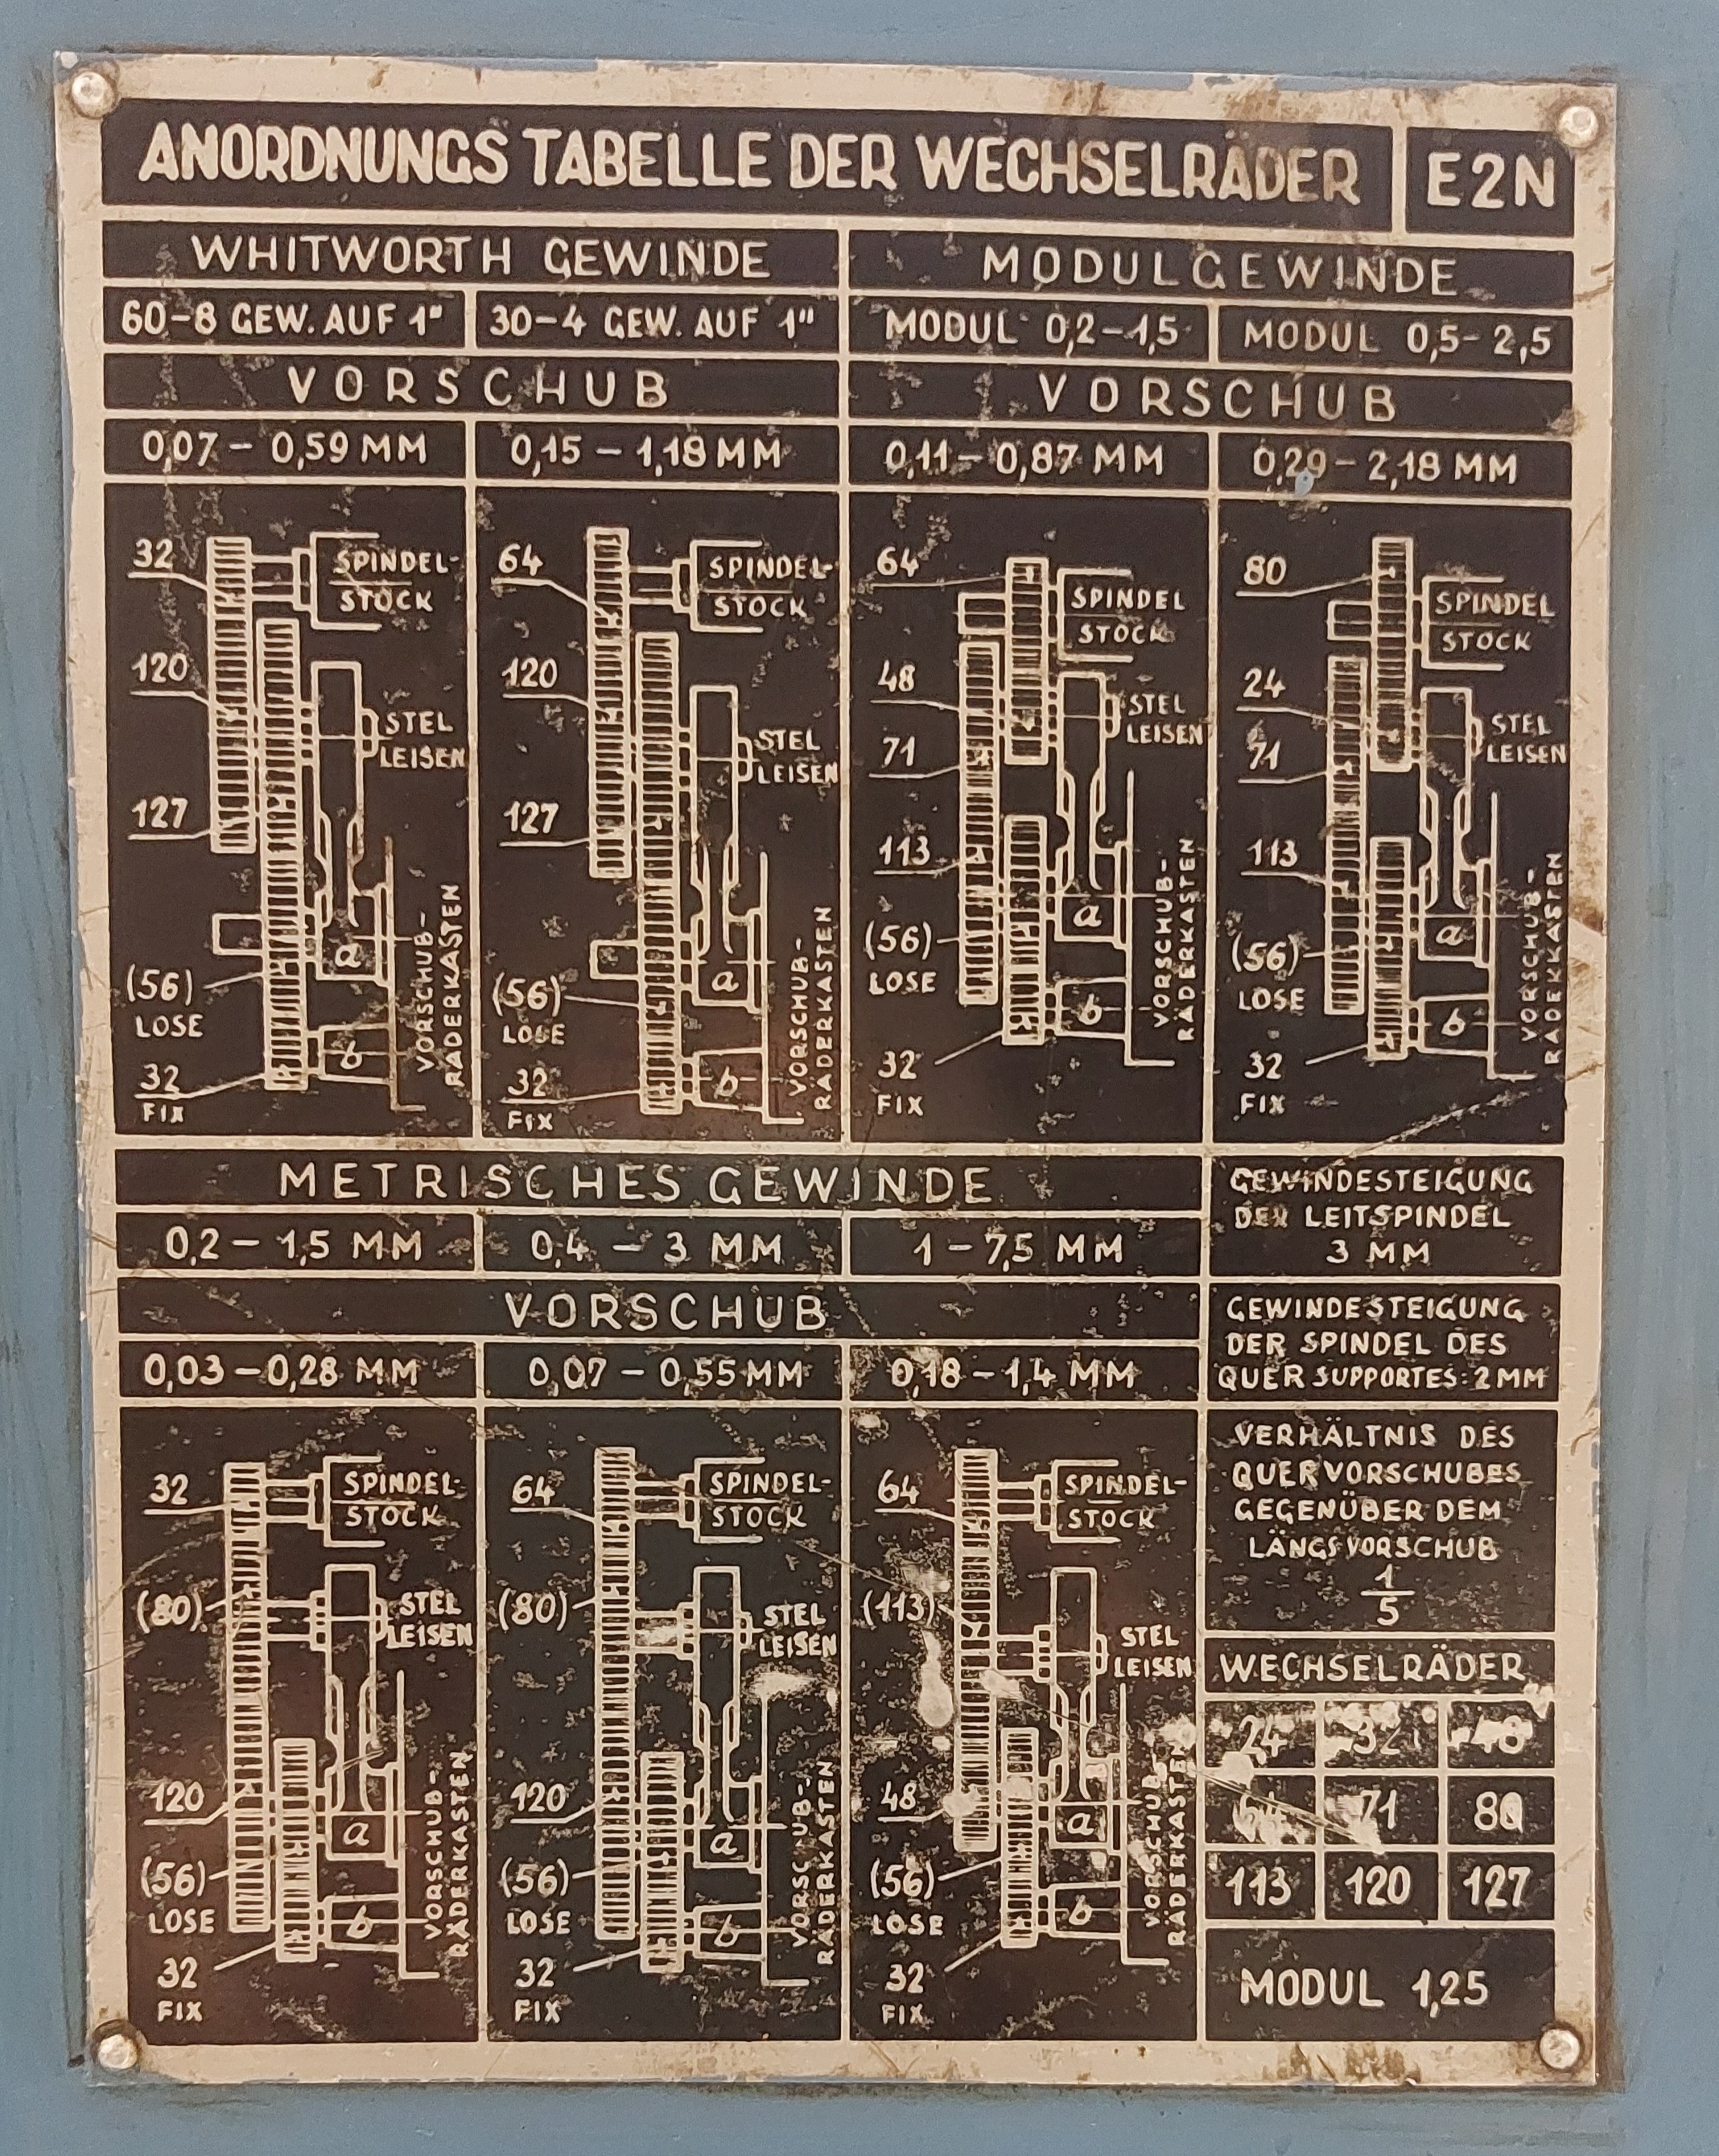 ANORDNUNGS TABELLE DER WECHSELRÄDER
E2N
WHITWORTH GEWINDE
MODULGEWINDE
60-8 GEW. AUF 1"
30-4 GEW. AUF 1"
MODUL 0,2-1,5
MODUL 0,5-2,5
VORSCHUB
VORSCHUB
0,07 - 0,59 MM
0,15 - 1,18 MM
0,11 - 0,87 MM
0,29 - 2,18 MM
32
SPINDEL-
STOCK
120
STEL
LEISEN
127
a
(56)
LOSE
b
32
FIX
VORSCHUB-
RÄDERKASTEN
64
SPINDEL-
STOCK
120
STEL
LEISEN
127
a
(56)
LOSE
b
32
FIX
VORSCHUB-
RÄDERKASTEN
64
SPINDEL
STOCK
48
STEL
LEISEN
71
113
a
(56)
LOSE
b
32
FIX
VORSCHUB-
RÄDERKASTEN
80
SPINDEL
STOCK
24
STEL
LEISEN
71
113
a
(56)
LOSE
b
32
FIX
VORSCHUB-
RADEKKASTEN
METRISCHES GEWINDE
0,2 - 1,5 MM
0,4 - 3 MM
1 - 7,5 MM
VORSCHUB
0,03 - 0,28 MM
0,07 - 0,55 MM
0,18 - 1,4 MM
GEWINDESTEIGUNG
DER LEITSPINDEL
3 MM
GEWINDESTEIGUNG
DER SPINDEL DES
QUER SUPPORTES: 2 MM
VERHÄLTNIS DES
QUER VORSCHUBES
GEGENÜBER DEM
LÄNGSVORSCHUB
1
5
32
SPINDEL-
STOCK
(80)
STEL
LEISEN
120
a
(56)
LOSE
b
32
FIX
VORSCHUB-
RÄDERKASTEN
64
SPINDEL-
STOCK
(80)
STEL
LEISEN
120
a
(56)
LOSE
b
32
FIX
VORSCHUB-
RÄDERKASTEN
64
SPINDEL-
STOCK
(113)
STEL
LEISEN
48
a
(56)
LOSE
b
32
FIX
VORSCHUB-
RÄDERKASTEN
WECHSELRÄDER
24 32 48
64 71 80
113 120 127
MODUL 1,25